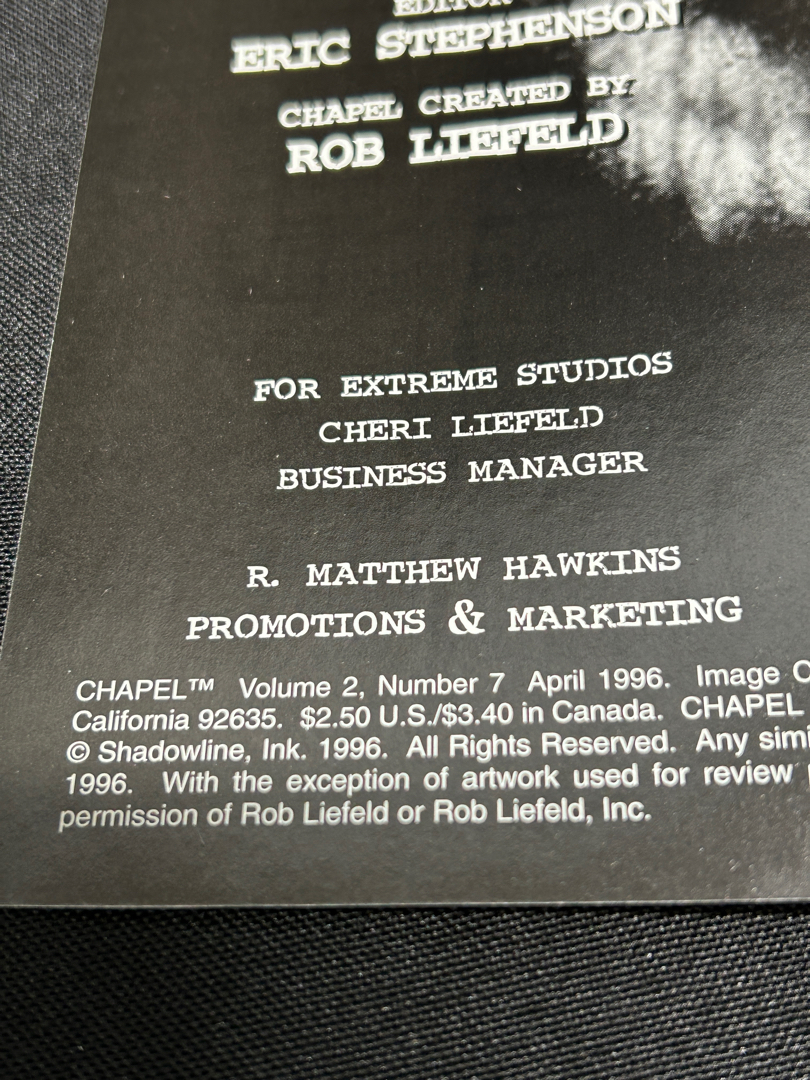 EDITOR
ERIC STEPHENSON
CHAPEL CREATED BY
ROB LIEFELD
FOR EXTREME STUDIOS
CHERI LIEFELD
BUSINESS MANAGER
R. MATTHEW HAWKINS
PROMOTIONS & MARKETING
CHAPEL™ Volume 2, Number 7 April 1996. Image
California 92635. $2.50 U.S./$3.40 in Canada. CHAPEL
© Shadowline, Ink. 1996. All Rights Reserved. Any simi
1996. With the exception of artwork used for review
permission of Rob Liefeld or Rob Liefeld, Inc.